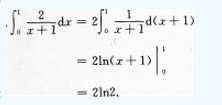 ∫₀¹ 2/(x+1) dx = 2∫₀¹ 1/(x+1) d(x+1)
= 2ln(x+1)|₀¹
= 2ln2.